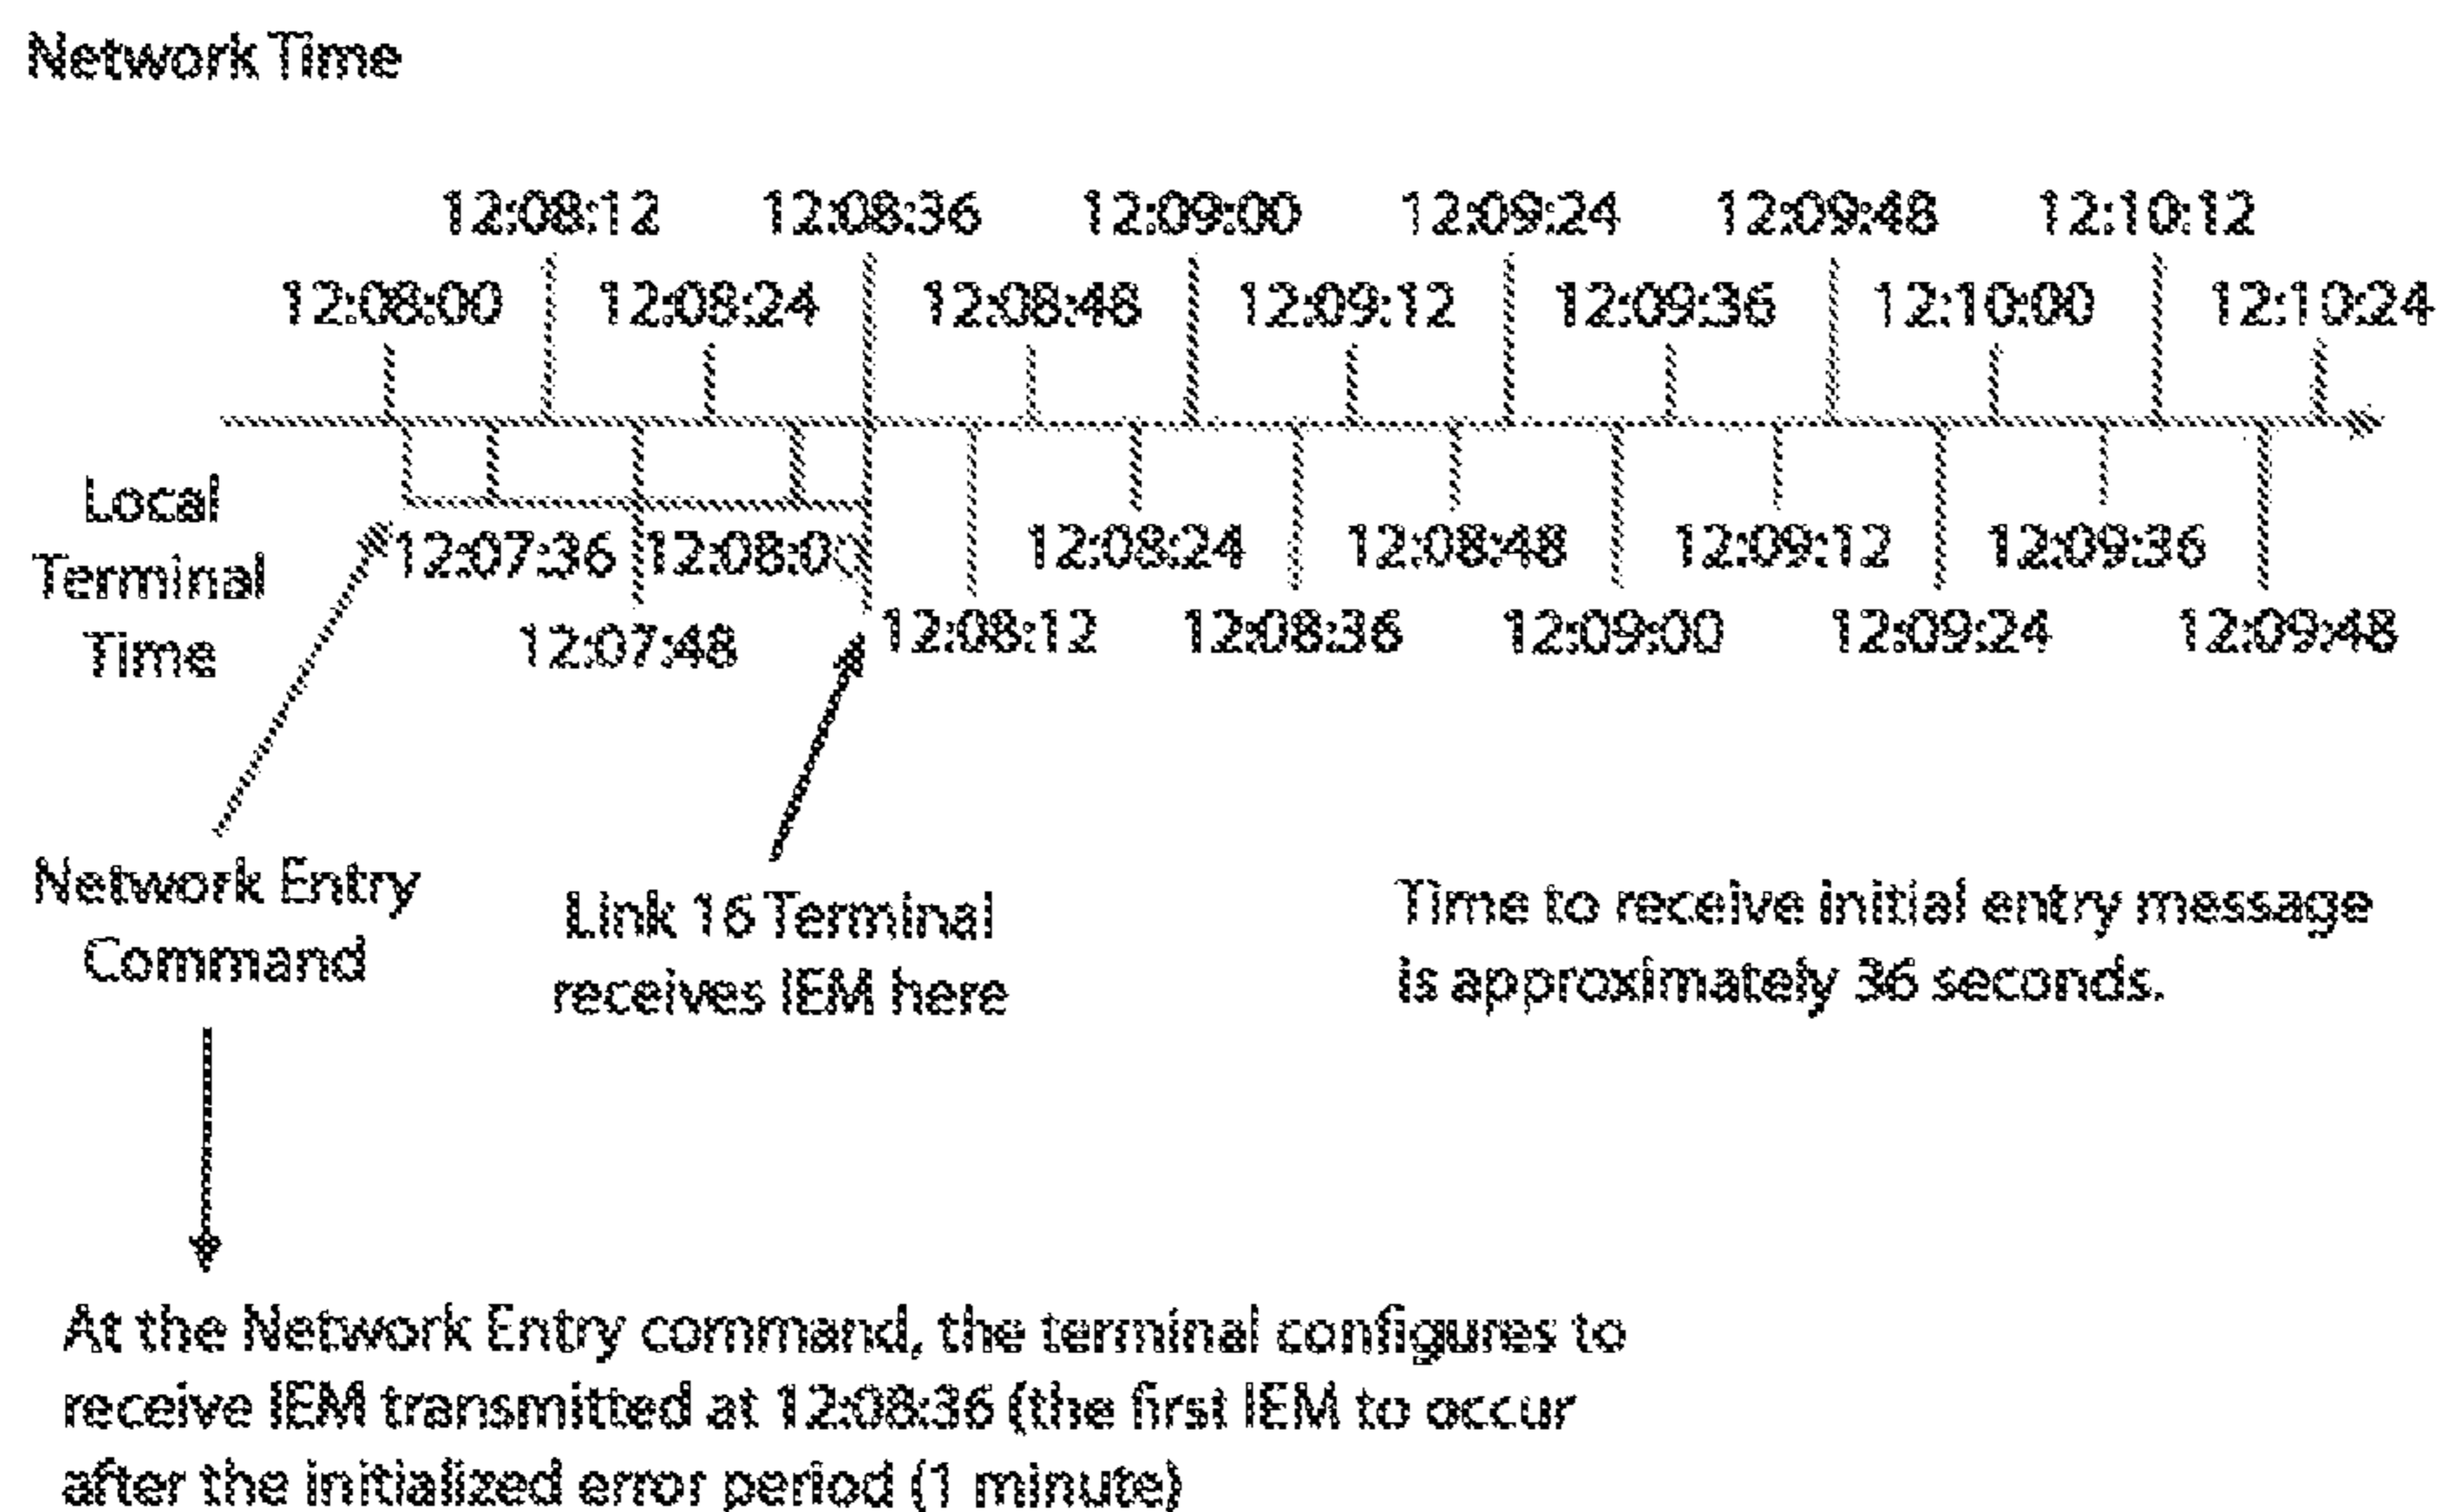 Network Time
12:08:12 12:08:36 12:09:00 12:09:24 12:09:48 12:10:12
12:08:00 12:08:24 12:08:48 12:09:12 12:09:36 12:10:00 12:10:24
Local
Terminal
Time
12:07:36 12:08:00 12:08:24 12:08:48 12:09:12 12:09:36
12:07:48 12:08:12 12:08:36 12:09:00 12:09:24 12:09:48
Network Entry
Command
Link 16 Terminal
receives IEM here
Time to receive initial entry message
is approximately 36 seconds.
At the Network Entry command, the terminal configures to
receive IEM transmitted at 12:08:36 (the first IEM to occur
after the initialized error period (1 minute)